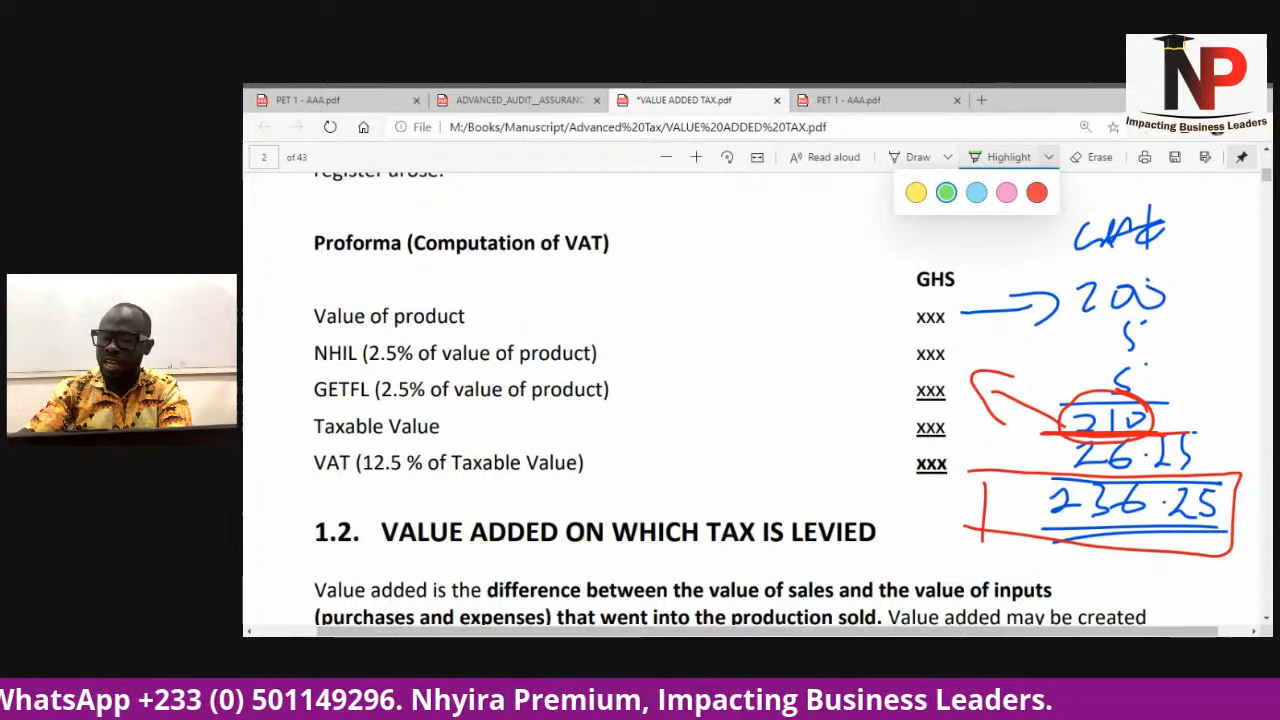 NP
Impacting Business Leaders
PET 1 - AAA.pdf
ADVANCED_AUDIT__ASSURANC
*VALUE ADDED TAX.pdf
PET 1 - AAA.pdf
File M:/Books/Manuscript/Advanced%20Tax/VALUE%20ADDED%20TAX.pdf
2 of 43
Read aloud
Draw
Highlight
Erase
register arose.
Proforma (Computation of VAT)
GHS
GH¢
Value of product xxx 200
NHIL (2.5% of value of product) xxx 5
GETFL (2.5% of value of product) xxx 5
Taxable Value xxx 210
VAT (12.5 % of Taxable Value) xxx 26.25
236.25
1.2. VALUE ADDED ON WHICH TAX IS LEVIED
Value added is the difference between the value of sales and the value of inputs
(purchases and expenses) that went into the production sold. Value added may be created
WhatsApp +233 (0) 501149296. Nhyira Premium, Impacting Business Leaders.